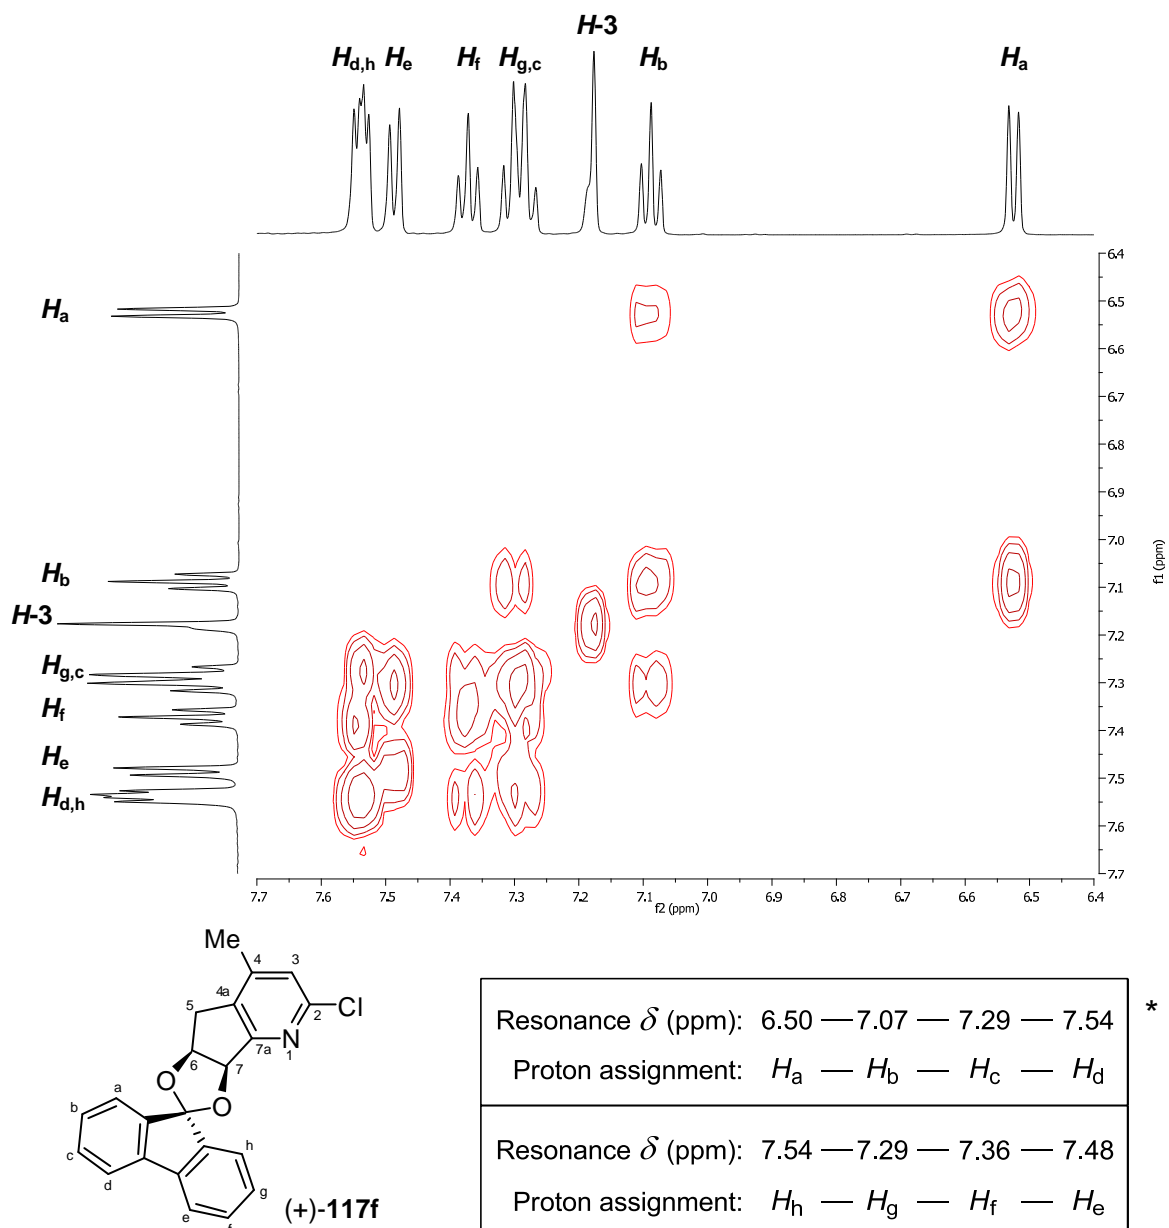 H-3
Hd,h He Hf Hg,c Hb Ha
Ha
Hb
H-3
Hg,c
Hf
He
Hd,h
6.4
6.5
6.6
6.7
6.8
6.9
7.0
7.1
7.2
7.3
7.4
7.5
7.6
7.7
f1 (ppm)
7.7 7.6 7.5 7.4 7.3 7.2 7.1 7.0 6.9 6.8 6.7 6.6 6.5 6.4
f2 (ppm)
Me
4 3
4a
5
2 Cl
N
7a 1
6 7
O
O
a
b
c
d
h
g
f
e
(+)-117f
*
Resonance δ (ppm): 6.50 — 7.07 — 7.29 — 7.54
Proton assignment: Ha — Hb — Hc — Hd
Resonance δ (ppm): 7.54 — 7.29 — 7.36 — 7.48
Proton assignment: Hh — Hg — Hf — He